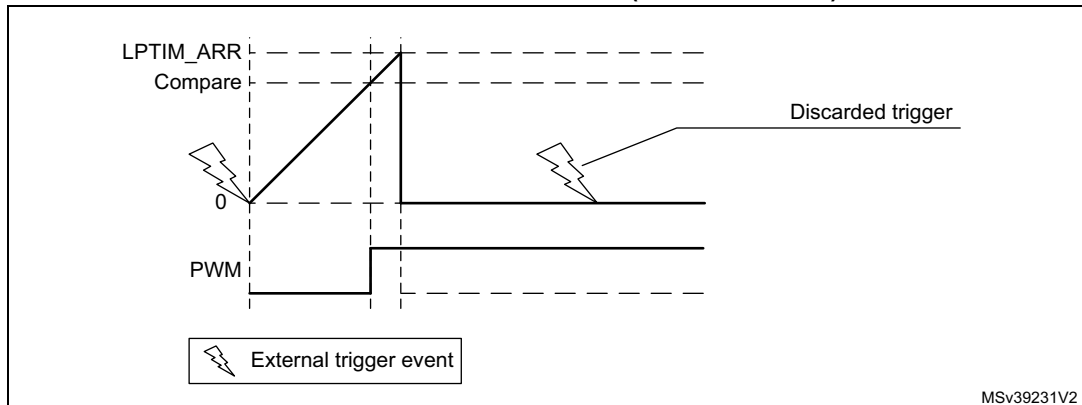 LPTIM_ARR
Compare
Discarded trigger
0
PWM
External trigger event
MSv39231V2